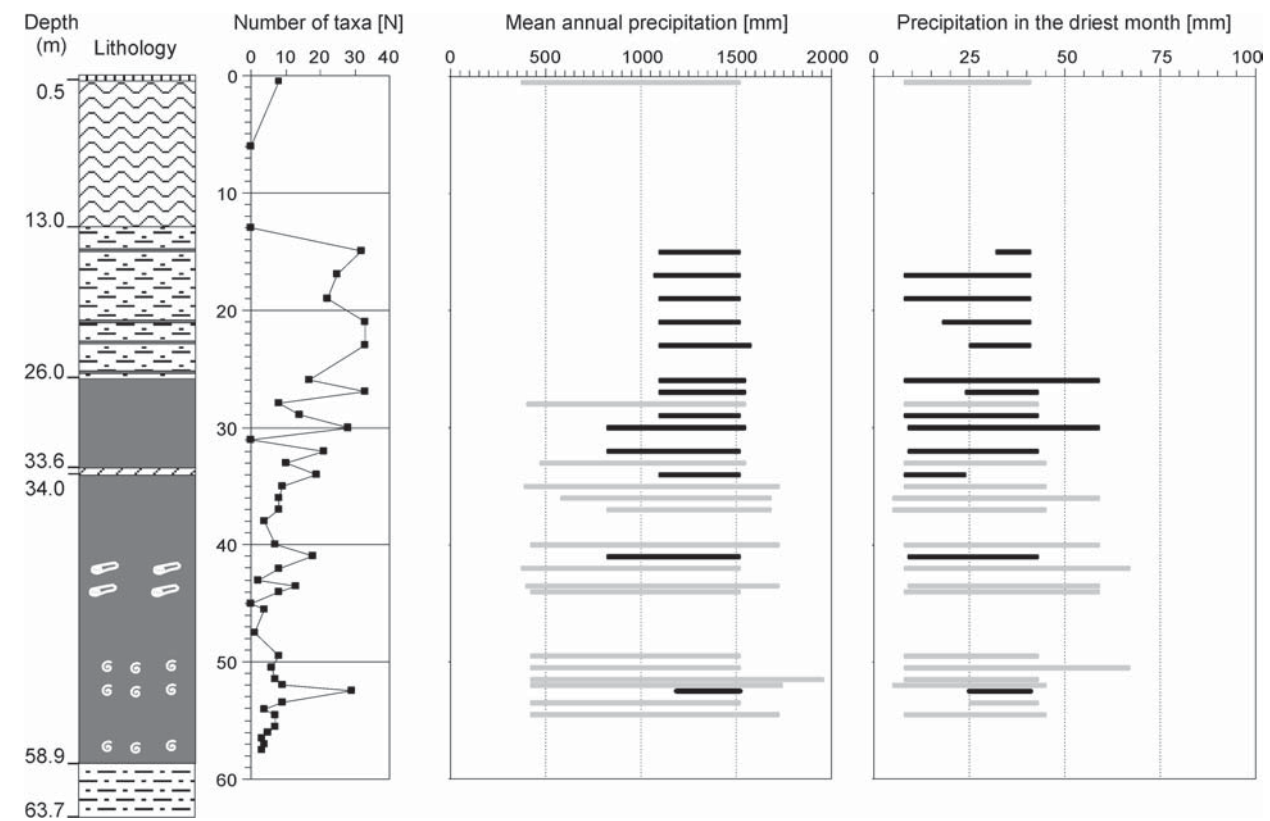 Depth
(m)
Lithology
Number of taxa [N]
Mean annual precipitation [mm]
Precipitation in the driest month [mm]
0 10 20 30 40
0 500 1000 1500 2000
0 25 50 75 100
0
0.5
10
13.0
20
26.0
30
33.6
34.0
40
50
58.9
60
63.7